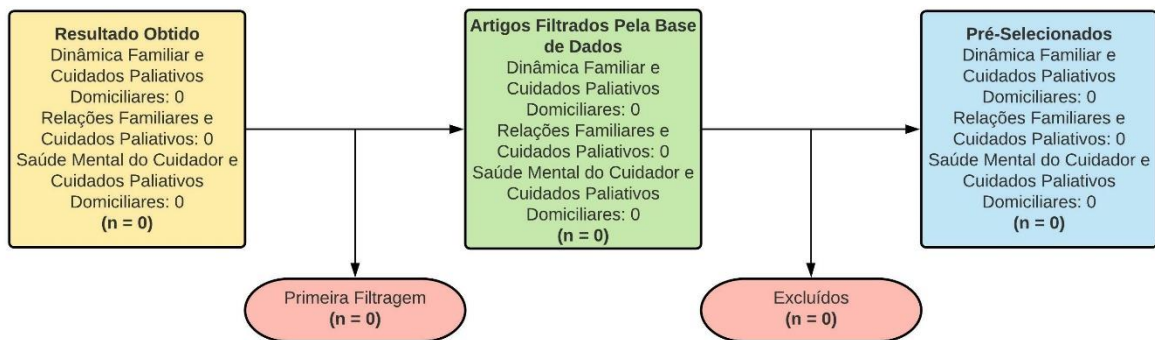 Resultado Obtido
Dinâmica Familiar e
Cuidados Paliativos
Domiciliares: 0
Relações Familiares e
Cuidados Paliativos: 0
Saúde Mental do Cuidador e
Cuidados Paliativos
Domiciliares: 0
(n = 0)
Artigos Filtrados Pela Base
de Dados
Dinâmica Familiar e
Cuidados Paliativos
Domiciliares: 0
Relações Familiares e
Cuidados Paliativos: 0
Saúde Mental do Cuidador e
Cuidados Paliativos
Domiciliares: 0
(n = 0)
Pré-Selecionados
Dinâmica Familiar e
Cuidados Paliativos
Domiciliares: 0
Relações Familiares e
Cuidados Paliativos: 0
Saúde Mental do Cuidador e
Cuidados Paliativos
Domiciliares: 0
(n = 0)
Primeira Filtragem
(n = 0)
Excluídos
(n = 0)